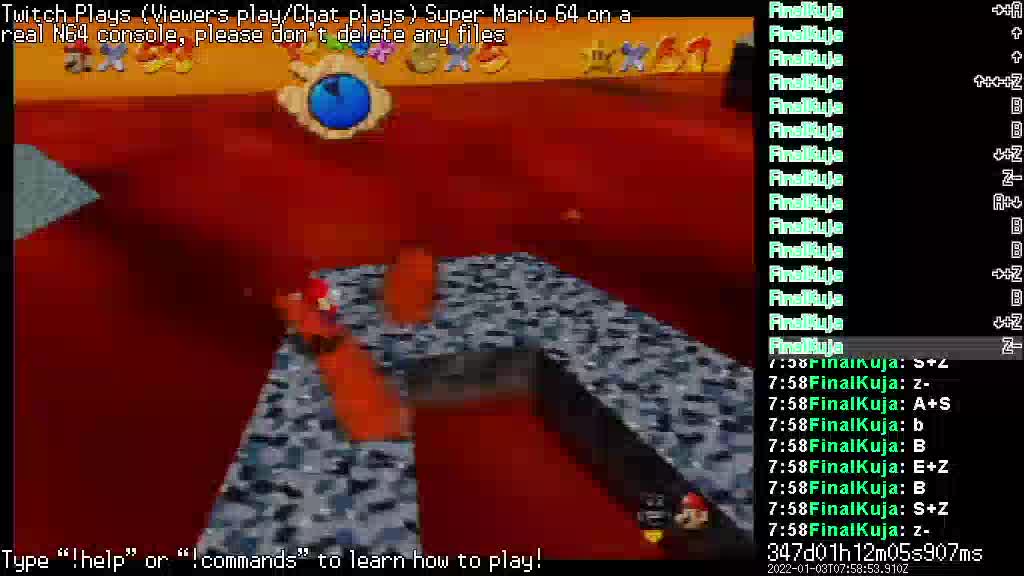 Twitch Plays (Viewers play/Chat plays) Super Mario 64 on a
real N64 console, please don't delete any files
FinalKuja
FinalKuja ↑
FinalKuja ↑
FinalKuja
FinalKuja B
FinalKuja B
FinalKuja ↓+Z
FinalKuja Z-
FinalKuja A+↓
FinalKuja B
FinalKuja B
FinalKuja →+Z
FinalKuja B
FinalKuja ↓+Z
FinalKuja Z-
7:58FinalKuja: S+Z
7:58FinalKuja: z-
7:58FinalKuja: A+S
7:58FinalKuja: b
7:58FinalKuja: B
7:58FinalKuja: E+Z
7:58FinalKuja: B
7:58FinalKuja: S+Z
7:58FinalKuja: z-
347d01h12m05s907ms
2022-01-03T07:58:53.910Z
Type “!help” or “!commands” to learn how to play!